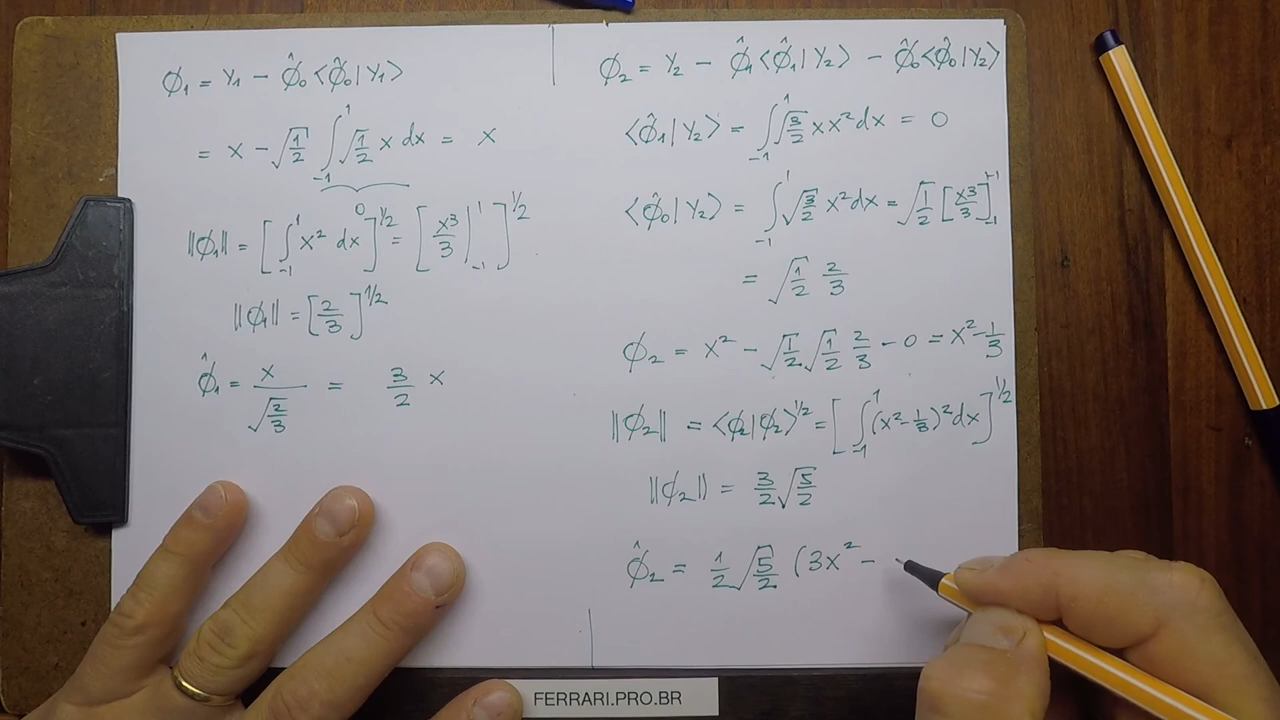 ϕ₁ = Y₁ − ϕ̂₀⟨ϕ̂₀|Y₁⟩
= x − √(1/2) ∫₋₁¹ √(1/2) x dx = x
0
‖ϕ₁‖ = [∫₋₁¹ x² dx]^{1/2} = [x³/3 |₋₁¹]^{1/2}
‖ϕ₁‖ = [2/3]^{1/2}
ϕ̂₁ = x/√(2/3) = 3/2 x
ϕ₂ = Y₂ − ϕ̂₁⟨ϕ̂₁|Y₂⟩ − ϕ̂₀⟨ϕ̂₀|Y₂⟩
⟨ϕ̂₁|Y₂⟩ = ∫₋₁¹ √(3/2) x x² dx = 0
⟨ϕ̂₀|Y₂⟩ = ∫₋₁¹ √(3/2) x² dx = √(1/2) [x³/3]₋₁⁺¹
= √(1/2) 2/3
ϕ₂ = x² − √(1/2) √(1/2) 2/3 − 0 = x² − 1/3
‖ϕ₂‖ = ⟨ϕ₂|ϕ₂⟩^{1/2} = [∫₋₁¹ (x² − 1/3)² dx]^{1/2}
‖ϕ₂‖ = 3/2 √(5/2)
ϕ̂₂ = 1/2 √(5/2) (3x² −
FERRARI.PRO.BR